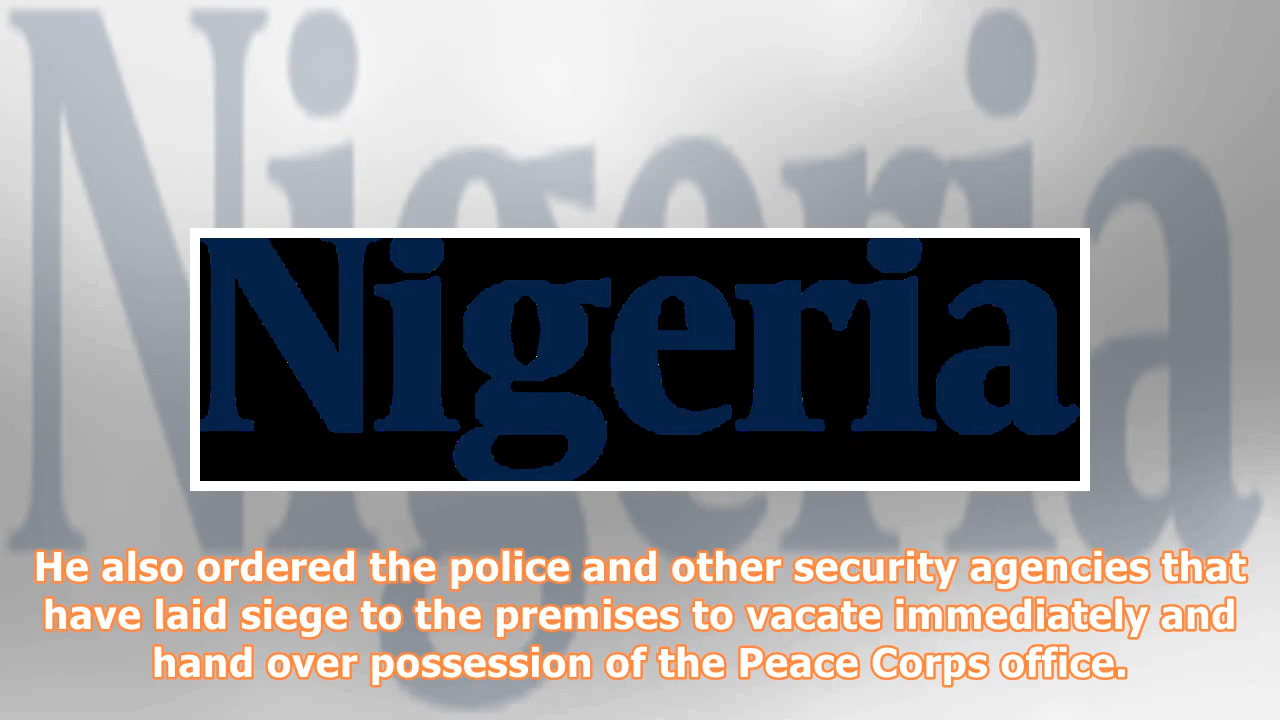 Nigeria
Nigeria
He also ordered the police and other security agencies that
have laid siege to the premises to vacate immediately and
hand over possession of the Peace Corps office.